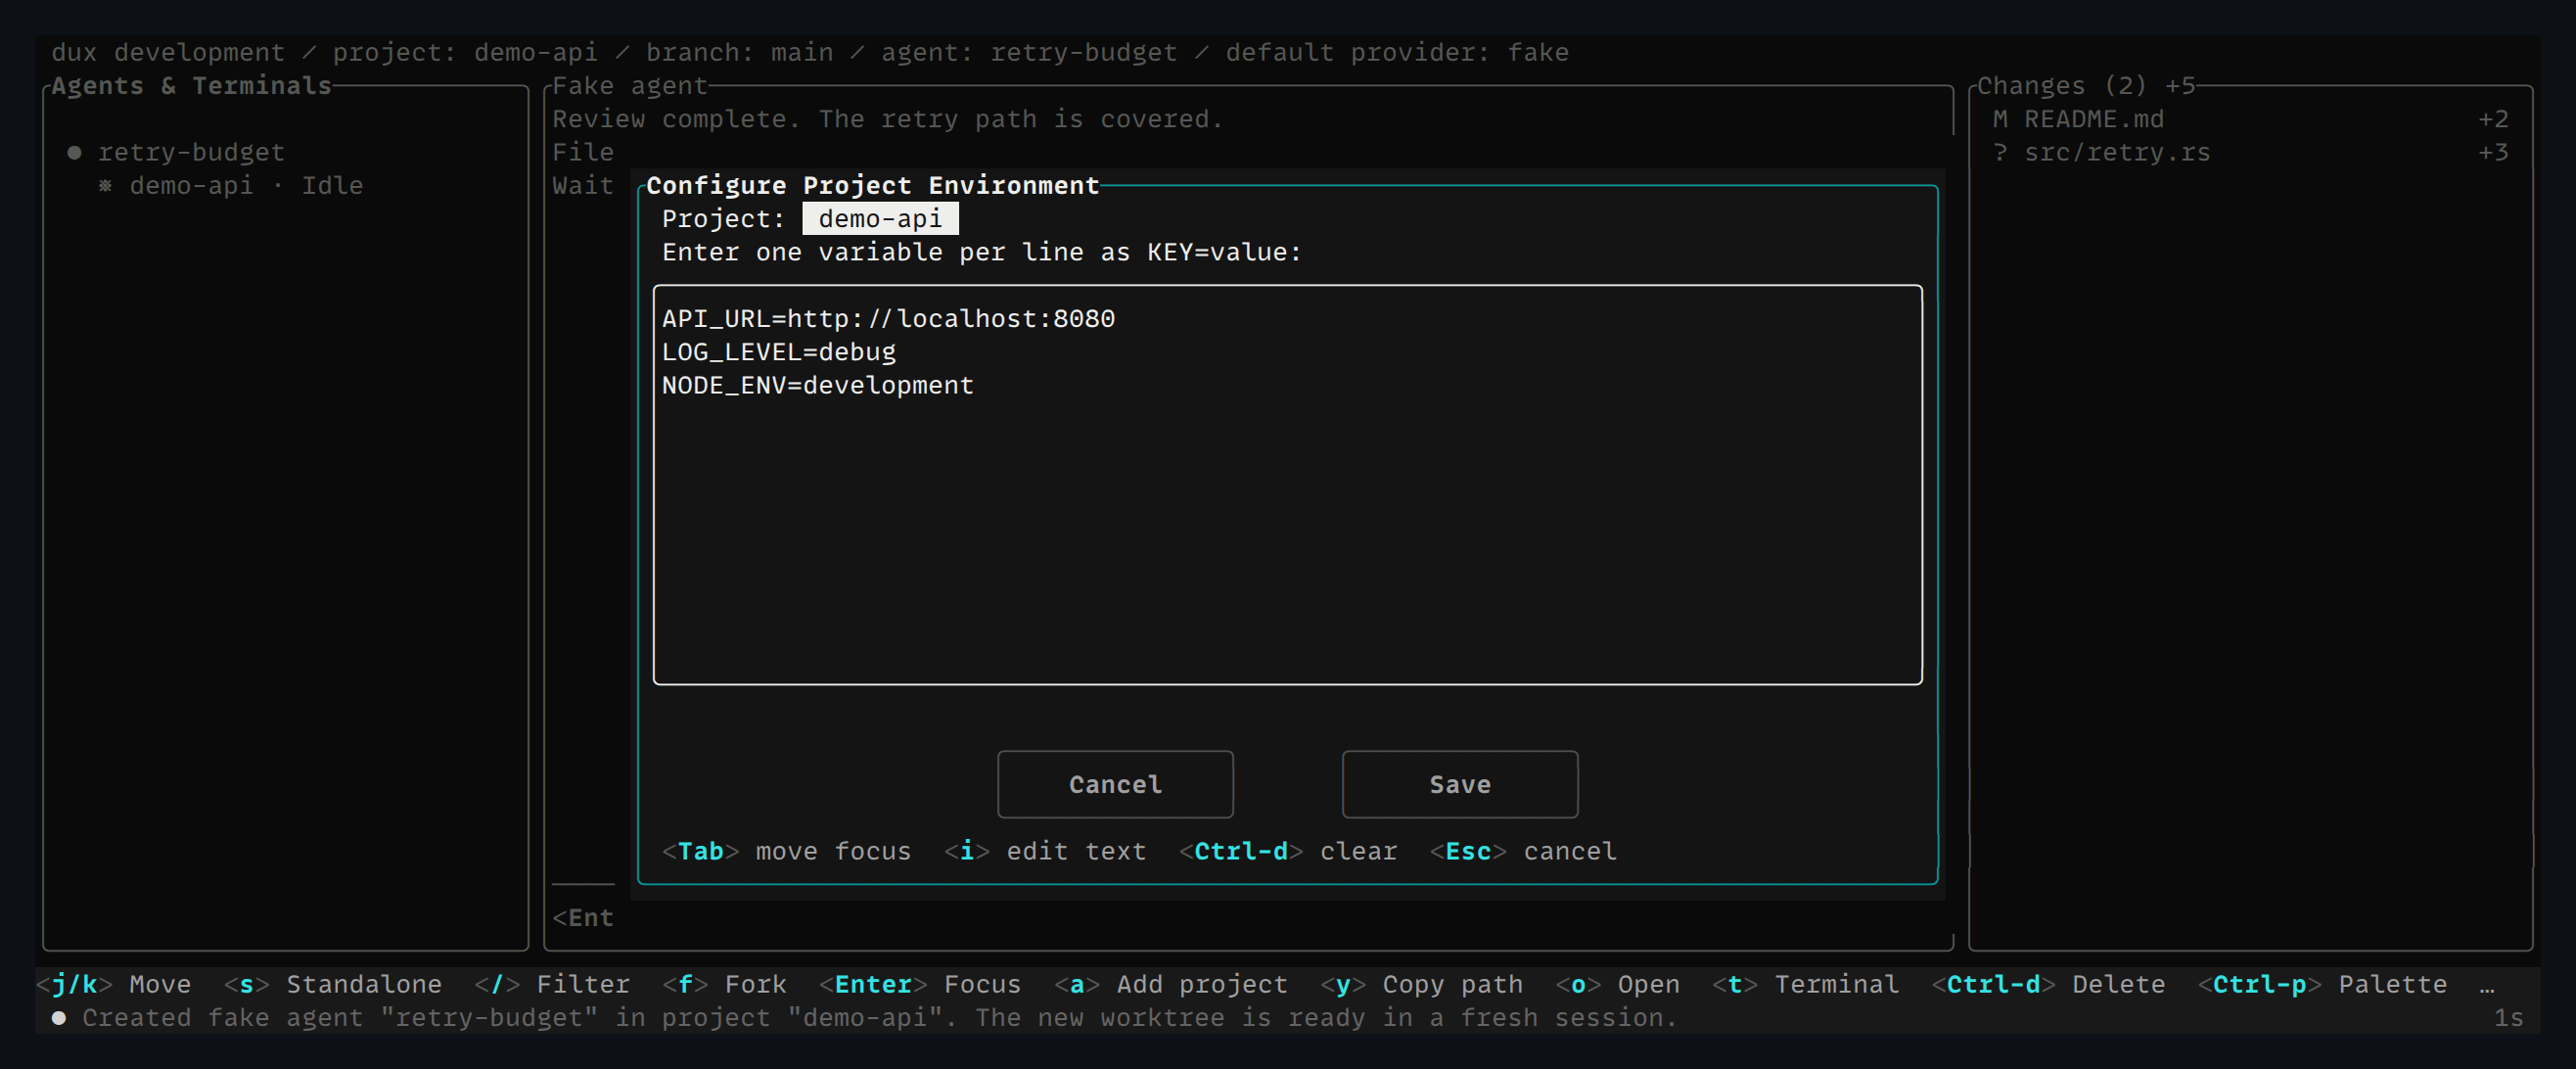 dux development / project: demo-api / branch: main / agent: retry-budget / default provider: fake
Agents & Terminals
● retry-budget
⨳ demo-api · Idle
Fake agent
Review complete. The retry path is covered.
File
Wait
<Ent
Configure Project Environment
Project: demo-api
Enter one variable per line as KEY=value:
API_URL=http://localhost:8080
LOG_LEVEL=debug
NODE_ENV=development
Cancel Save
<Tab> move focus <i> edit text <Ctrl-d> clear <Esc> cancel
Changes (2) +5
M README.md +2
? src/retry.rs +3
<j/k> Move <s> Standalone </> Filter <f> Fork <Enter> Focus <a> Add project <y> Copy path <o> Open <t> Terminal <Ctrl-d> Delete <Ctrl-p> Palette …
● Created fake agent "retry-budget" in project "demo-api". The new worktree is ready in a fresh session. 1s